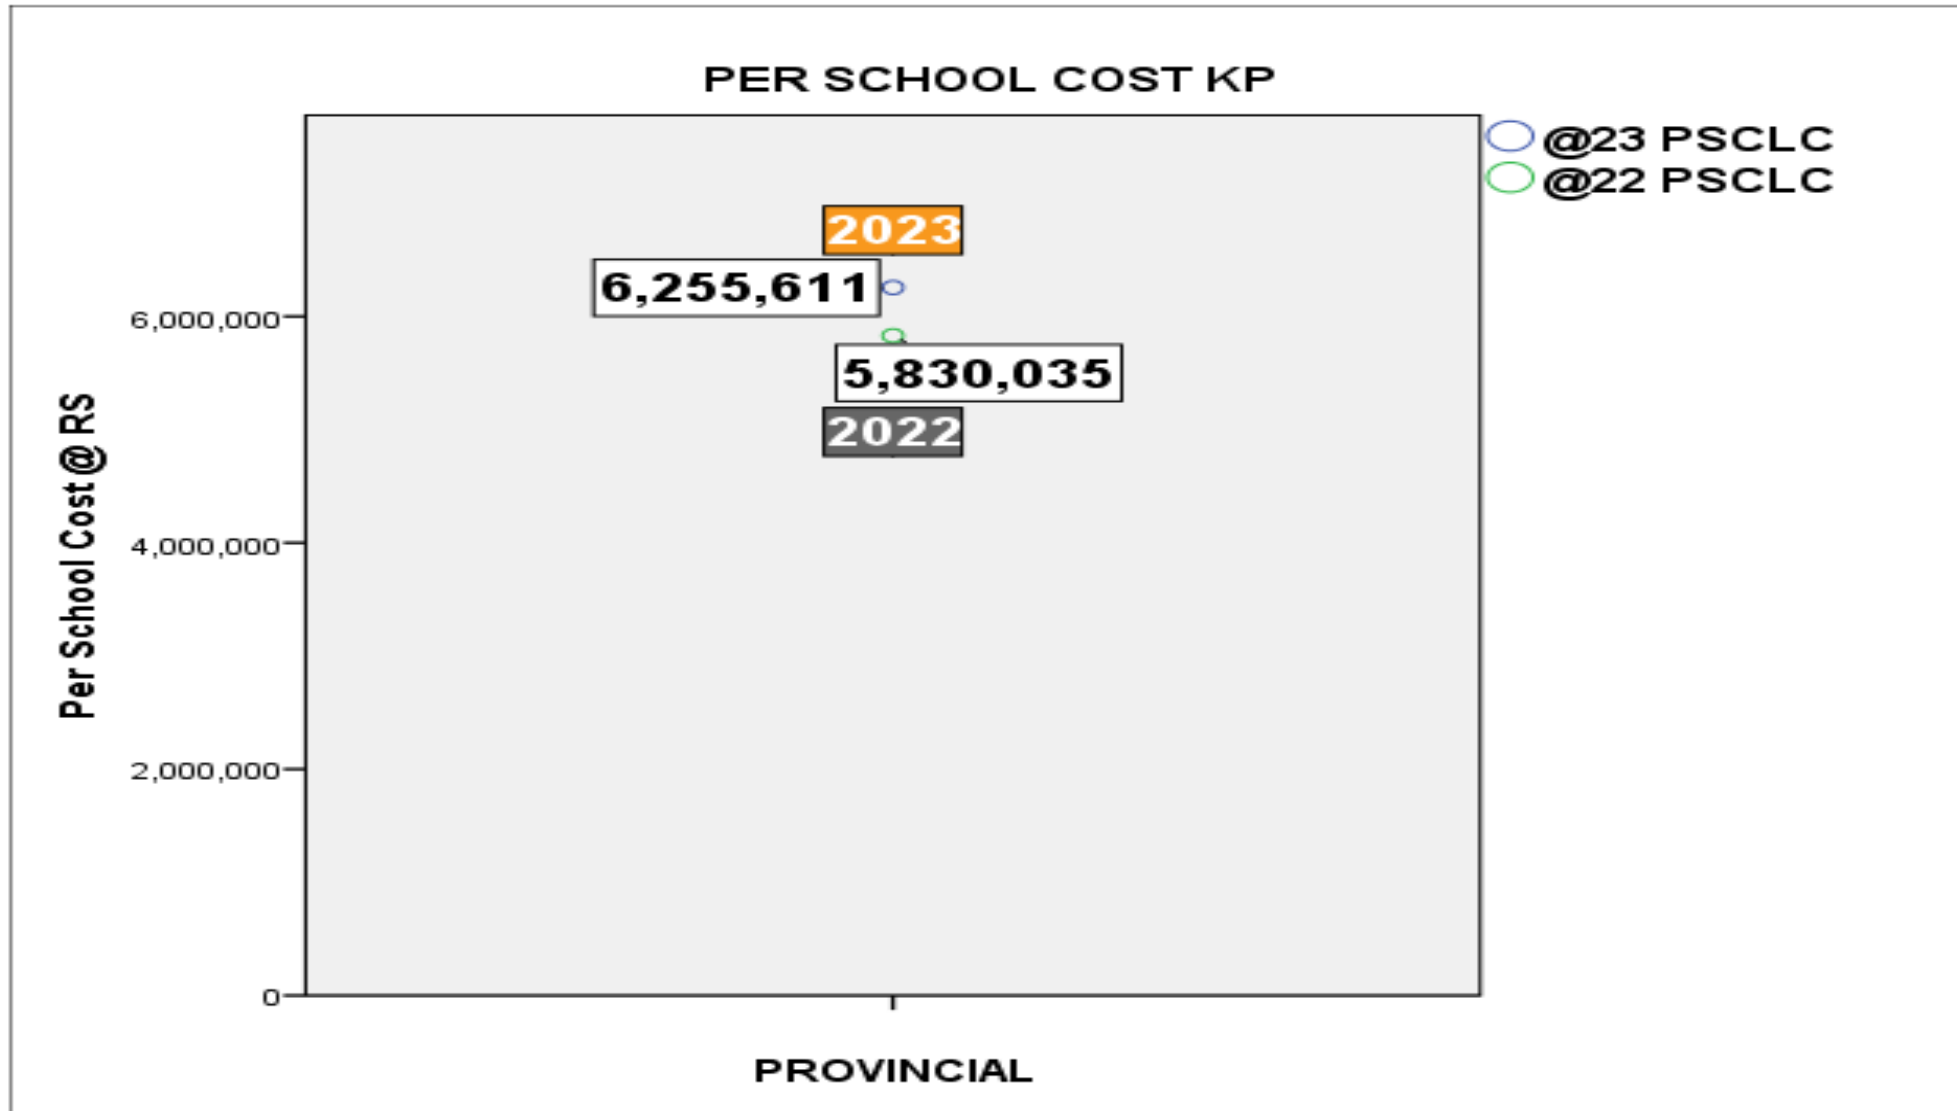 PER SCHOOL COST KP
@23 PSCLC
@22 PSCLC
2023
6,255,611
6,000,000
5,830,035
2022
Per School Cost@ RS
4,000,000
2,000,000
0
PROVINCIAL